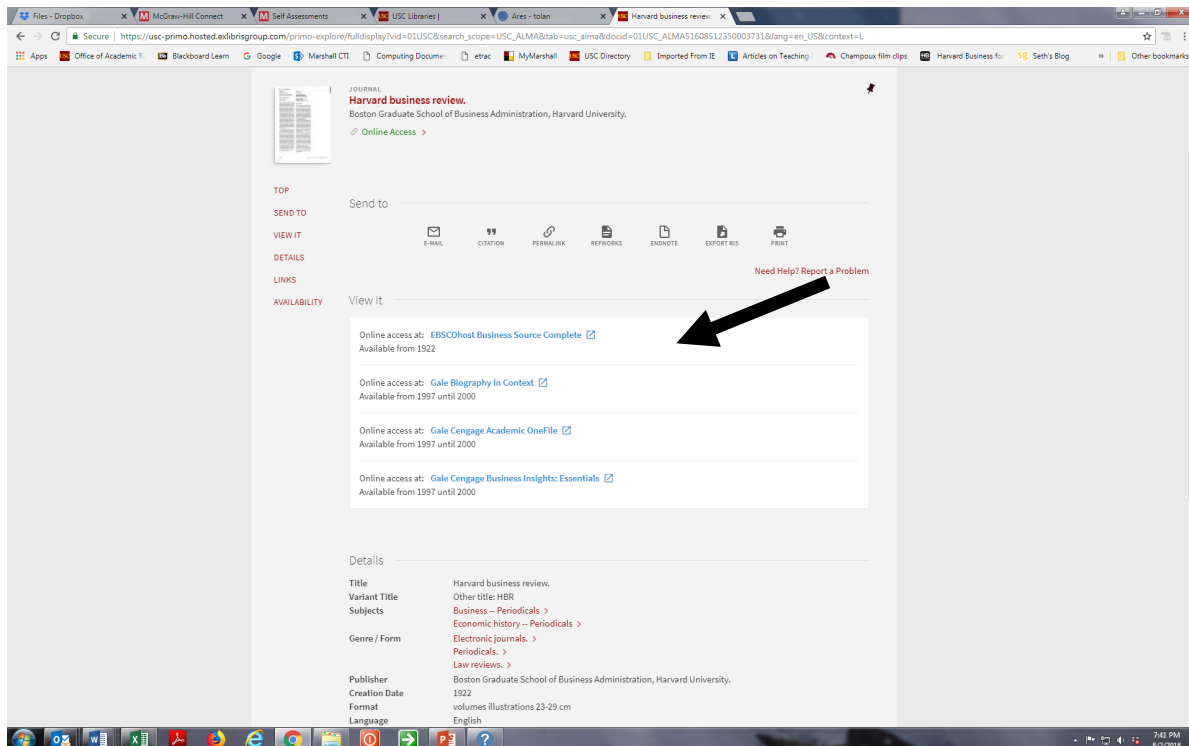 Files - Dropbox
McGraw-Hill Connect
Self Assessments
USC Libraries |
Ares - tolan
Harvard business review.
Secure | https://usc-primo.hosted.exlibrisgroup.com/primo-explore/fulldisplay?vid=01USC&search_scope=USC_ALMA&tab=usc_alma&docid=01USC_ALMA51608512350003731&lang=en_US&context=L
Apps
Office of Academic R
Blackboard Learn
Google
Marshall CTI
Computing Documen
etrac
MyMarshall
USC Directory
Imported From IE
Articles on Teaching
Champoux film clips
Harvard Business for
Seth's Blog
»
Other bookmarks
JOURNAL
Harvard business review.
Boston Graduate School of Business Administration, Harvard University.
Online Access >
TOP
SEND TO
VIEW IT
DETAILS
LINKS
AVAILABILITY
Send to
E-MAIL
CITATION
PERMALINK
REFWORKS
ENDNOTE
EXPORT RIS
PRINT
Need Help? Report a Problem
View It
Online access at: EBSCOhost Business Source Complete
Available from 1922
Online access at: Gale Biography In Context
Available from 1997 until 2000
Online access at: Gale Cengage Academic OneFile
Available from 1997 until 2000
Online access at: Gale Cengage Business Insights: Essentials
Available from 1997 until 2000
Details
Title Harvard business review.
Variant Title Other title: HBR
Subjects Business -- Periodicals >
Economic history -- Periodicals >
Genre / Form Electronic journals. >
Periodicals. >
Law reviews. >
Publisher Boston Graduate School of Business Administration, Harvard University.
Creation Date 1922
Format volumes illustrations 23-29 cm
Language English
7:41 PM
8/2/2018